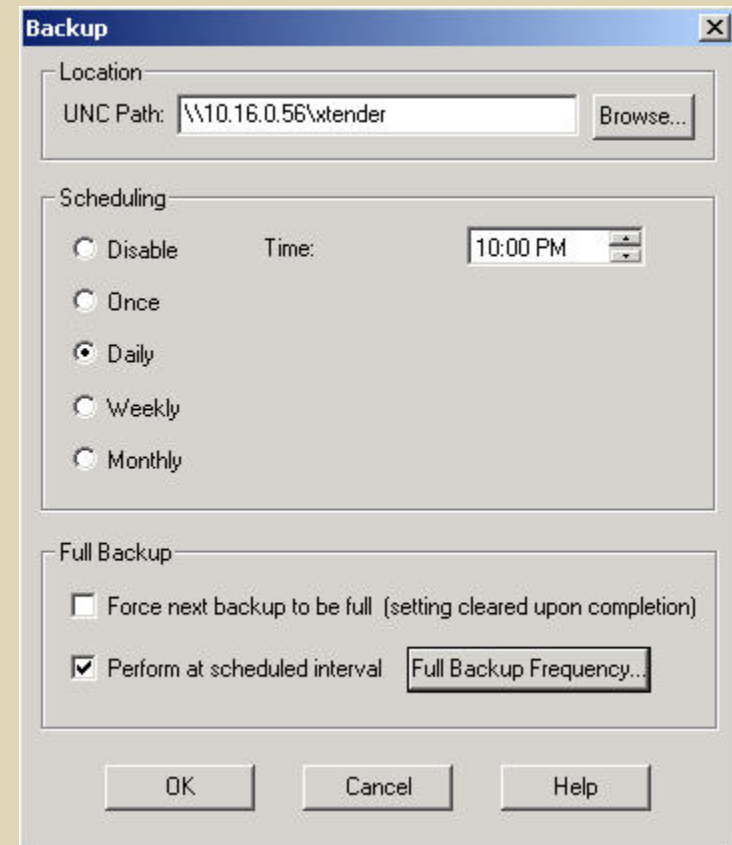 Backup
Location
UNC Path: \\10.16.0.56\xtender Browse...
Scheduling
Disable Time: 10:00 PM
Once
Daily
Weekly
Monthly
Full Backup
Force next backup to be full (setting cleared upon completion)
Perform at scheduled interval Full Backup Frequency...
OK Cancel Help